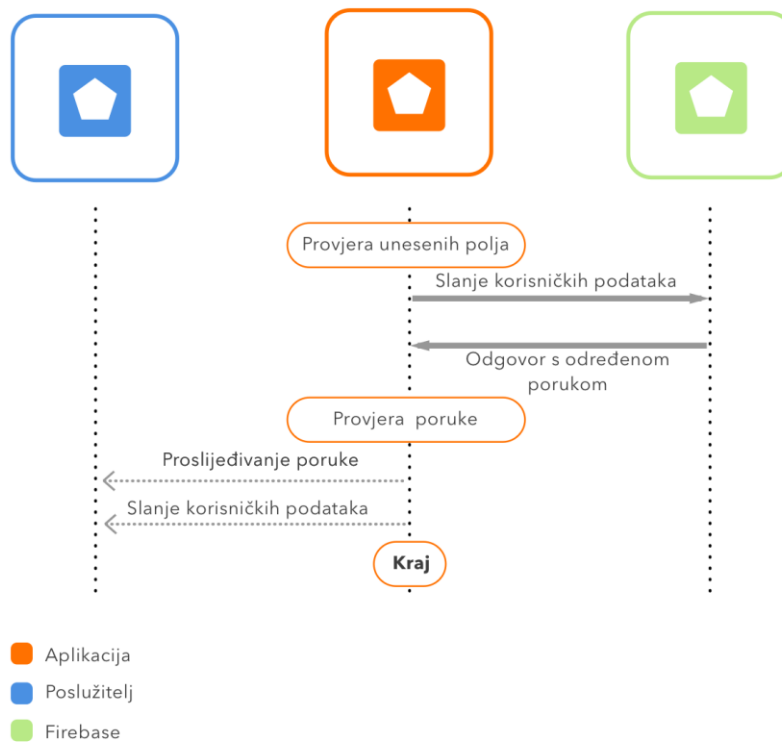 Provjera unesenih polja
Slanje korisničkih podataka
Odgovor s određenom
porukom
Provjera poruke
Proslijeđivanje poruke
Slanje korisničkih podataka
Kraj
Aplikacija
Poslužitelj
Firebase